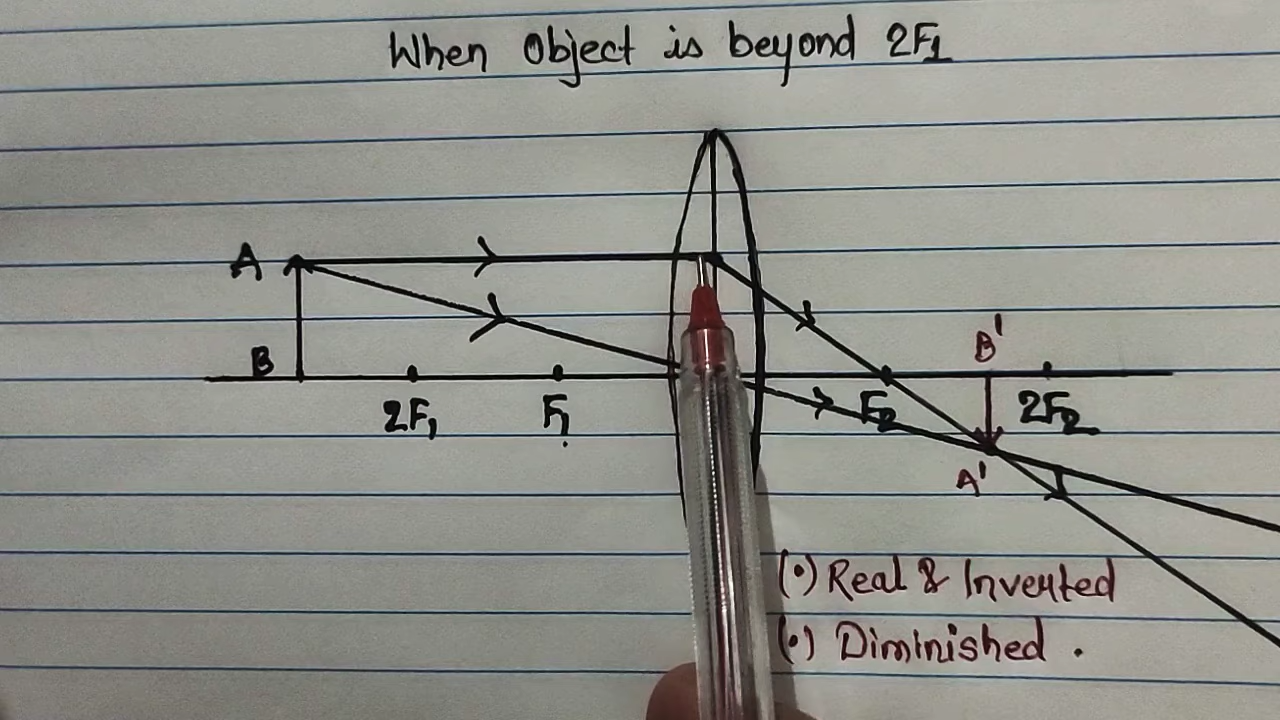 When Object is beyond 2F1
A
B
2F1
F1
F2
B'
2F2
A'
(•) Real & Inverted
(•) Diminished .